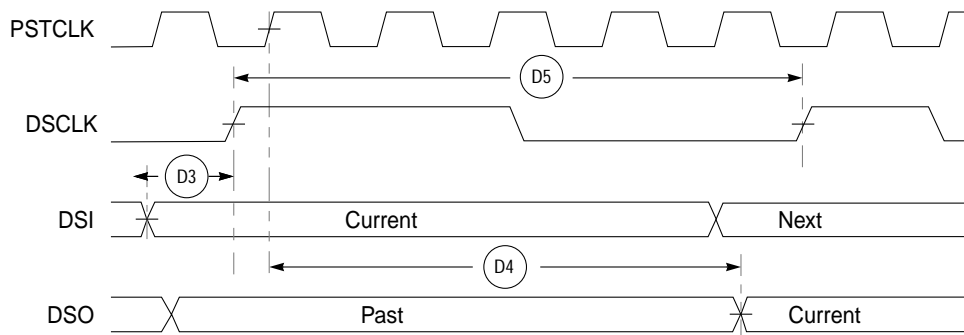 PSTCLK
D5
DSCLK
D3
DSI Current Next
D4
DSO Past Current